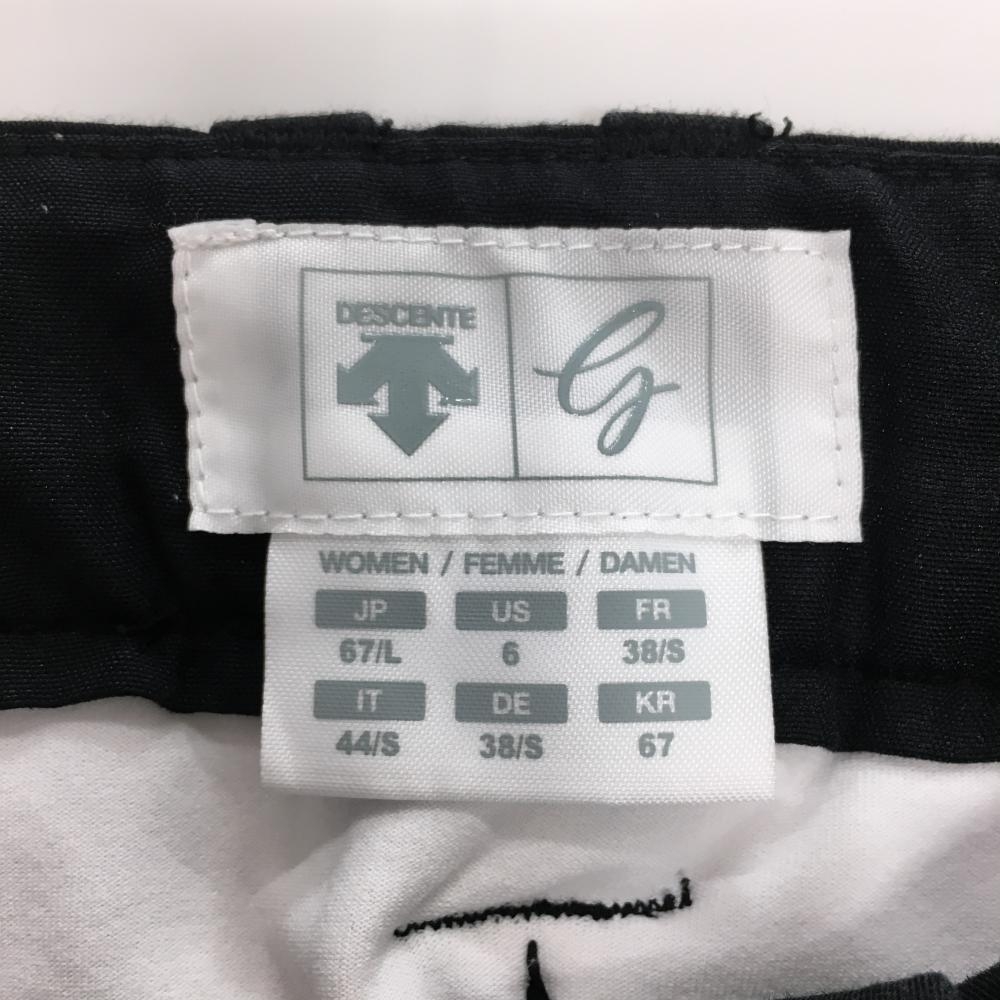 DESCENTE
G
WOMEN / FEMME / DAMEN
JP US FR
67/L 6 38/S
IT DE KR
44/S 38/S 67